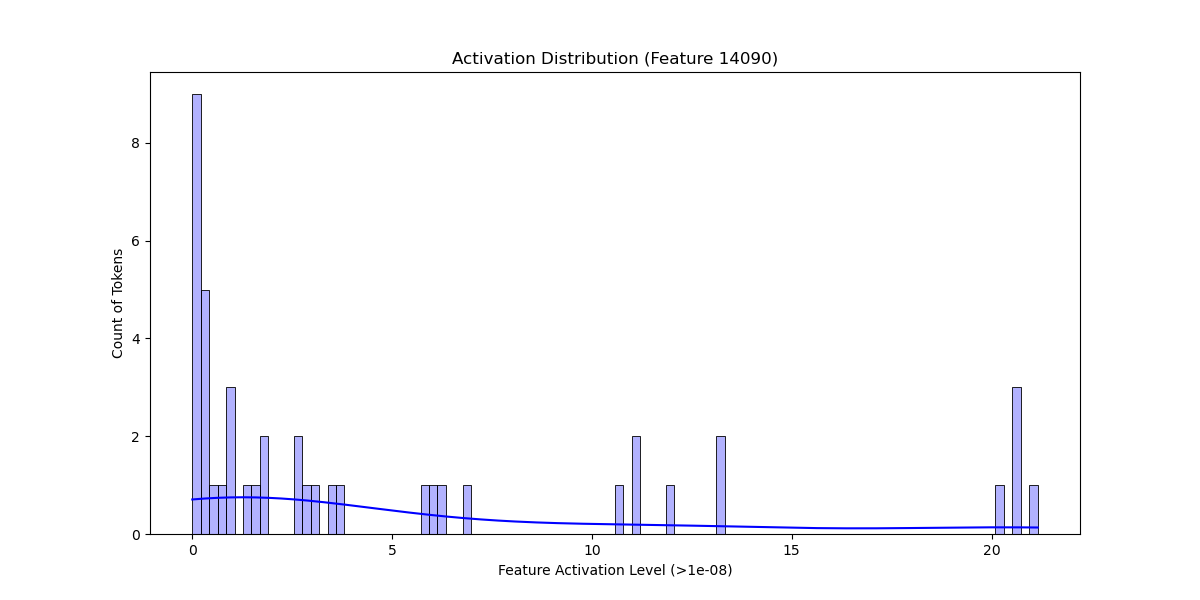 Activation Distribution (Feature 14090)
Count of Tokens
8
6
4
2
0
0 5 10 15 20
Feature Activation Level (>1e-08)